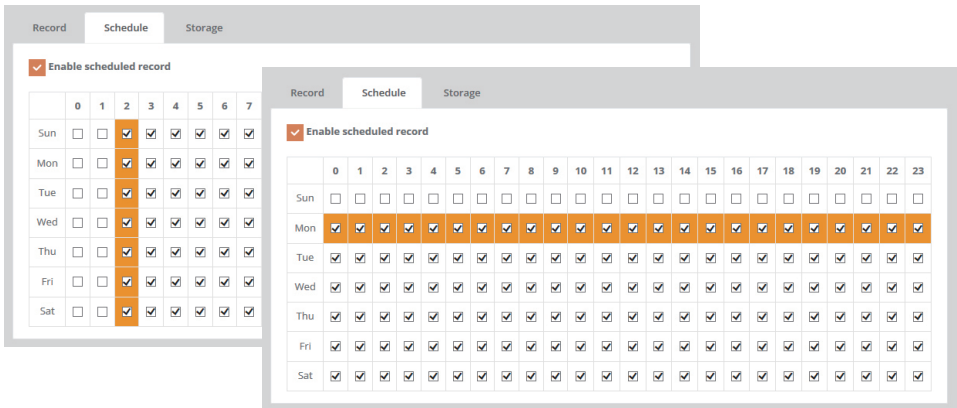 Record Schedule Storage
Enable scheduled record
0 1 2 3 4 5 6 7
Sun
Mon
Tue
Wed
Thu
Fri
Sat
Record Schedule Storage
Enable scheduled record
0 1 2 3 4 5 6 7 8 9 10 11 12 13 14 15 16 17 18 19 20 21 22 23
Sun
Mon
Tue
Wed
Thu
Fri
Sat